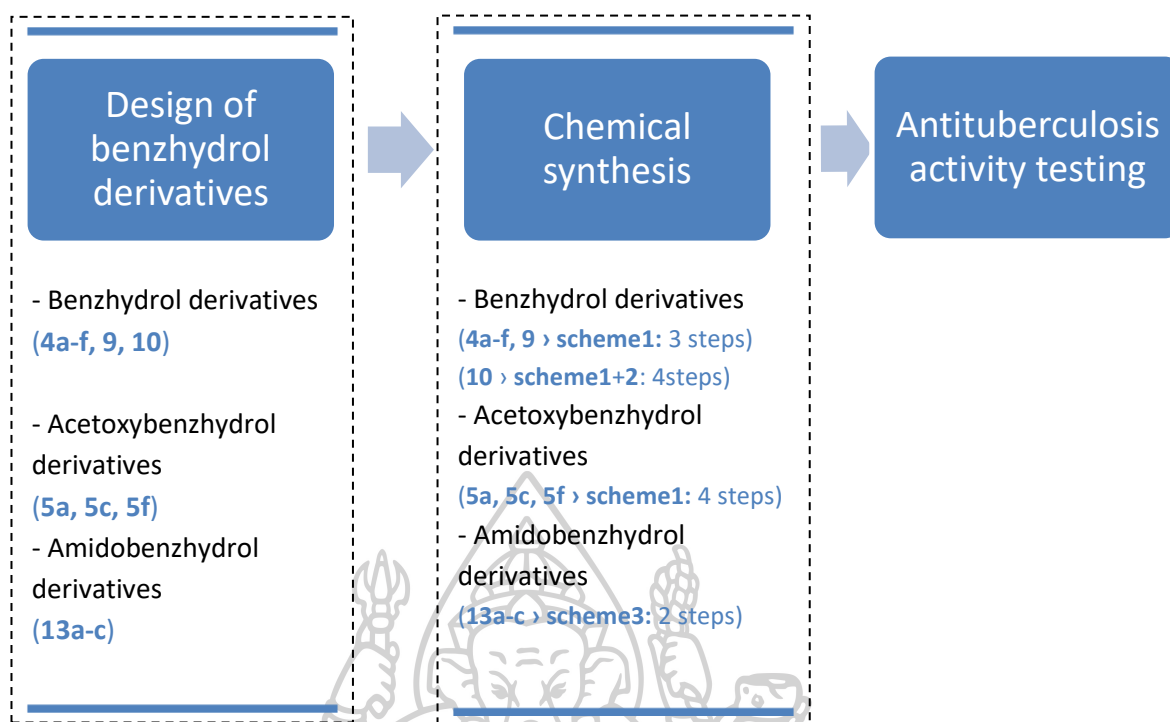 Design of
benzhydrol
derivatives
- Benzhydrol derivatives
(4a-f, 9, 10)
- Acetoxybenzhydrol
derivatives
(5a, 5c, 5f)
- Amidobenzhydrol
derivatives
(13a-c)
Chemical
synthesis
- Benzhydrol derivatives
(4a-f, 9 › scheme1: 3 steps)
(10 › scheme1+2: 4steps)
- Acetoxybenzhydrol
derivatives
(5a, 5c, 5f › scheme1: 4 steps)
- Amidobenzhydrol
derivatives
(13a-c › scheme3: 2 steps)
Antituberculosis
activity testing